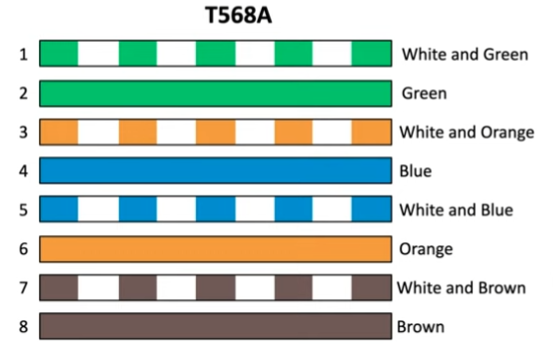 T568A
1 White and Green
2 Green
3 White and Orange
4 Blue
5 White and Blue
6 Orange
7 White and Brown
8 Brown